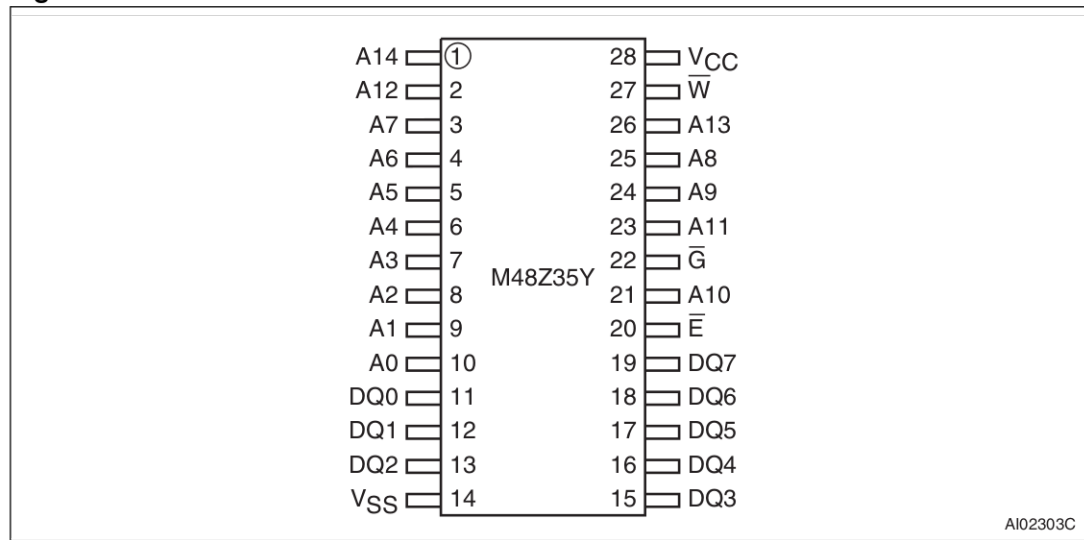 A14 1 28 VCC
A12 2 27 W̅
A7 3 26 A13
A6 4 25 A8
A5 5 24 A9
A4 6 23 A11
A3 7 22 G̅
M48Z35Y
A2 8 21 A10
A1 9 20 E̅
A0 10 19 DQ7
DQ0 11 18 DQ6
DQ1 12 17 DQ5
DQ2 13 16 DQ4
VSS 14 15 DQ3
AI02303C